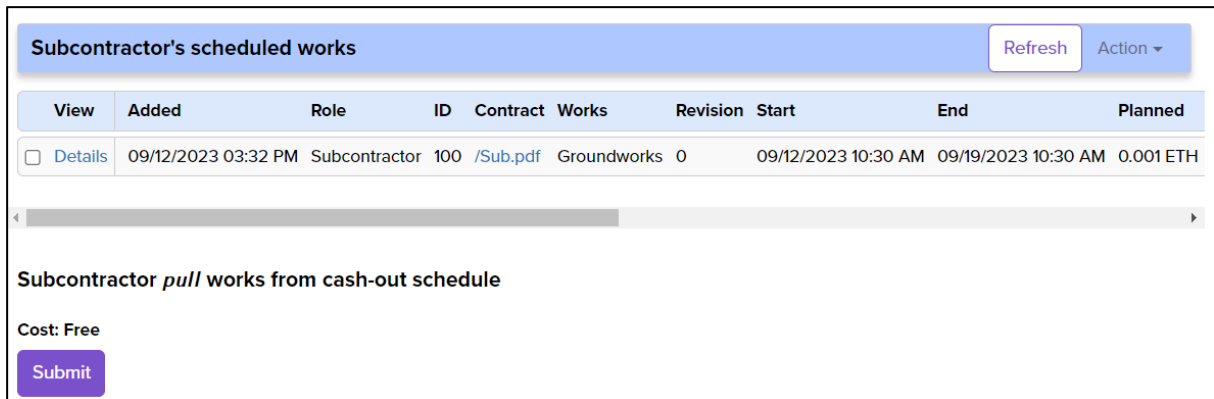 Subcontractor's scheduled works Refresh Action
View Added Role ID Contract Works Revision Start End Planned
Details 09/12/2023 03:32 PM Subcontractor 100 /Sub.pdf Groundworks 0 09/12/2023 10:30 AM 09/19/2023 10:30 AM 0.001 ETH
Subcontractor pull works from cash-out schedule
Cost: Free
Submit